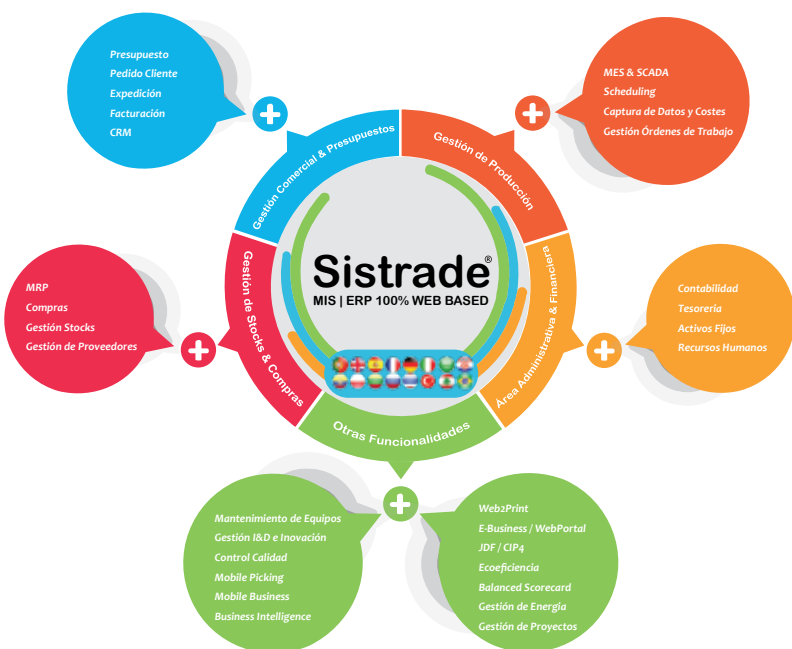 Presupuesto
Pedido Cliente
Expedición
Facturación
CRM
MES & SCADA
Scheduling
Captura de Datos y Costes
Gestión Órdenes de Trabajo
Gestión Comercial & Presupuestos
Gestión de Producción
Sistrade®
MIS | ERP 100% WEB BASED
Gestión de Stocks & Compras
Área Administrativa & Financiera
Otras Funcionalidades
MRP
Compras
Gestión Stocks
Gestión de Proveedores
Contabilidad
Tesoreria
Activos Fijos
Recursos Humanos
Mantenimiento de Equipos
Gestión I&D e Inovación
Control Calidad
Mobile Picking
Mobile Business
Business Intelligence
Web2Print
E-Business / WebPortal
JDF / CIP4
Ecoeficiencia
Balanced Scorecard
Gestión de Energia
Gestión de Proyectos